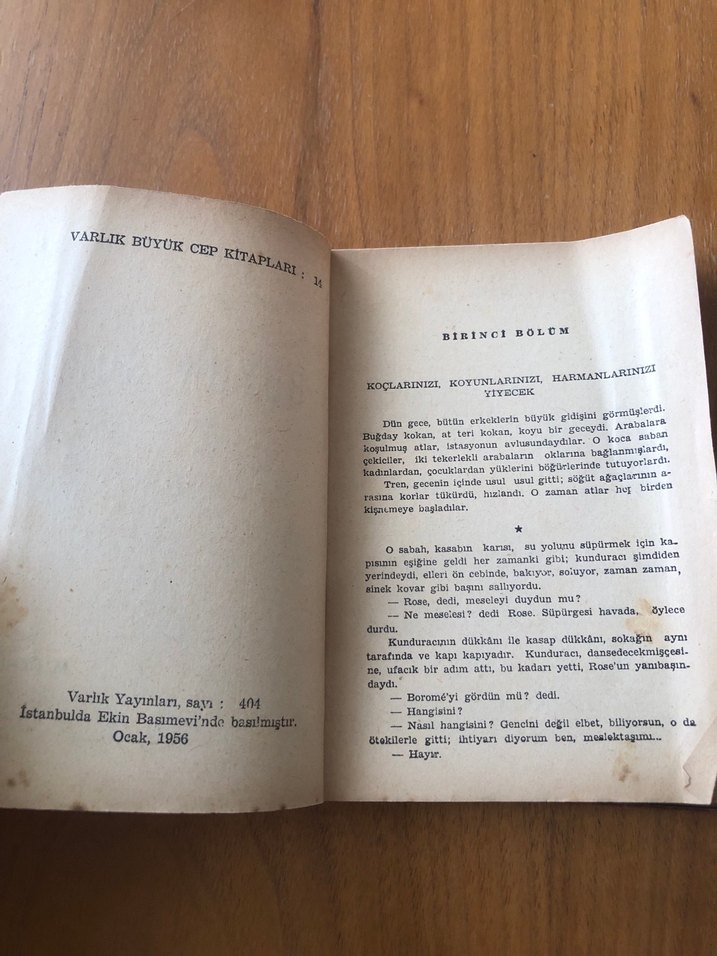 VARLIK BÜYÜK CEP KİTAPLARI : 14
Varlık Yayınları, sayı : 404
İstanbulda Ekin Basımevi'nde basılmıştır.
Ocak, 1956
BİRİNCİ BÖLÜM
KOÇLARINIZI, KOYUNLARINIZI, HARMANLARINIZI
YİYECEK
Dün gece, bütün erkeklerin büyük gidişini görmüşlerdi.
Buğday kokan, at teri kokan, koyu bir geceydi. Arabalara
koşulmuş atlar, istasyonun avlusundaydılar. O koca saban
çekiciler, iki tekerlekli arabaların oklarına bağlanmışlardı,
kadınlardan, çocuklardan yüklerini böğürlerinde tutuyorlardı.
Tren, gecenin içinde usul usul gitti; söğüt ağaçlarının a-
rasına korlar tükürdü, hızlandı. O zaman atlar hep birden
kişnemeye başladılar.
★
O sabah, kasabın karısı, su yolunu süpürmek için ka-
pısının eşiğine geldi her zamanki gibi; kunduracı şimdiden
yerindeydi, elleri ön cebinde, bakıyor, soluyor, zaman zaman,
sinek kovar gibi başını sallıyordu.
— Rose, dedi, meseleyi duydun mu?
— Ne meselesi? dedi Rose. Süpürgesi havada, öylece
durdu.
Kunduracının dükkânı ile kasap dükkânı, sokağın aynı
tarafında ve kapı kapıyadır. Kunduracı, dansedecekmişçesi-
ne, ufacık bir adım attı, bu kadarı yetti, Rose'un yanıbaşın-
daydı.
— Boromé'yi gördün mü? dedi.
— Hangisini?
— Nasıl hangisini? Gencini değil elbet, biliyorsun, o da
ötekilerle gitti; ihtiyarı diyorum ben, meslektaşımı...
— Hayır.